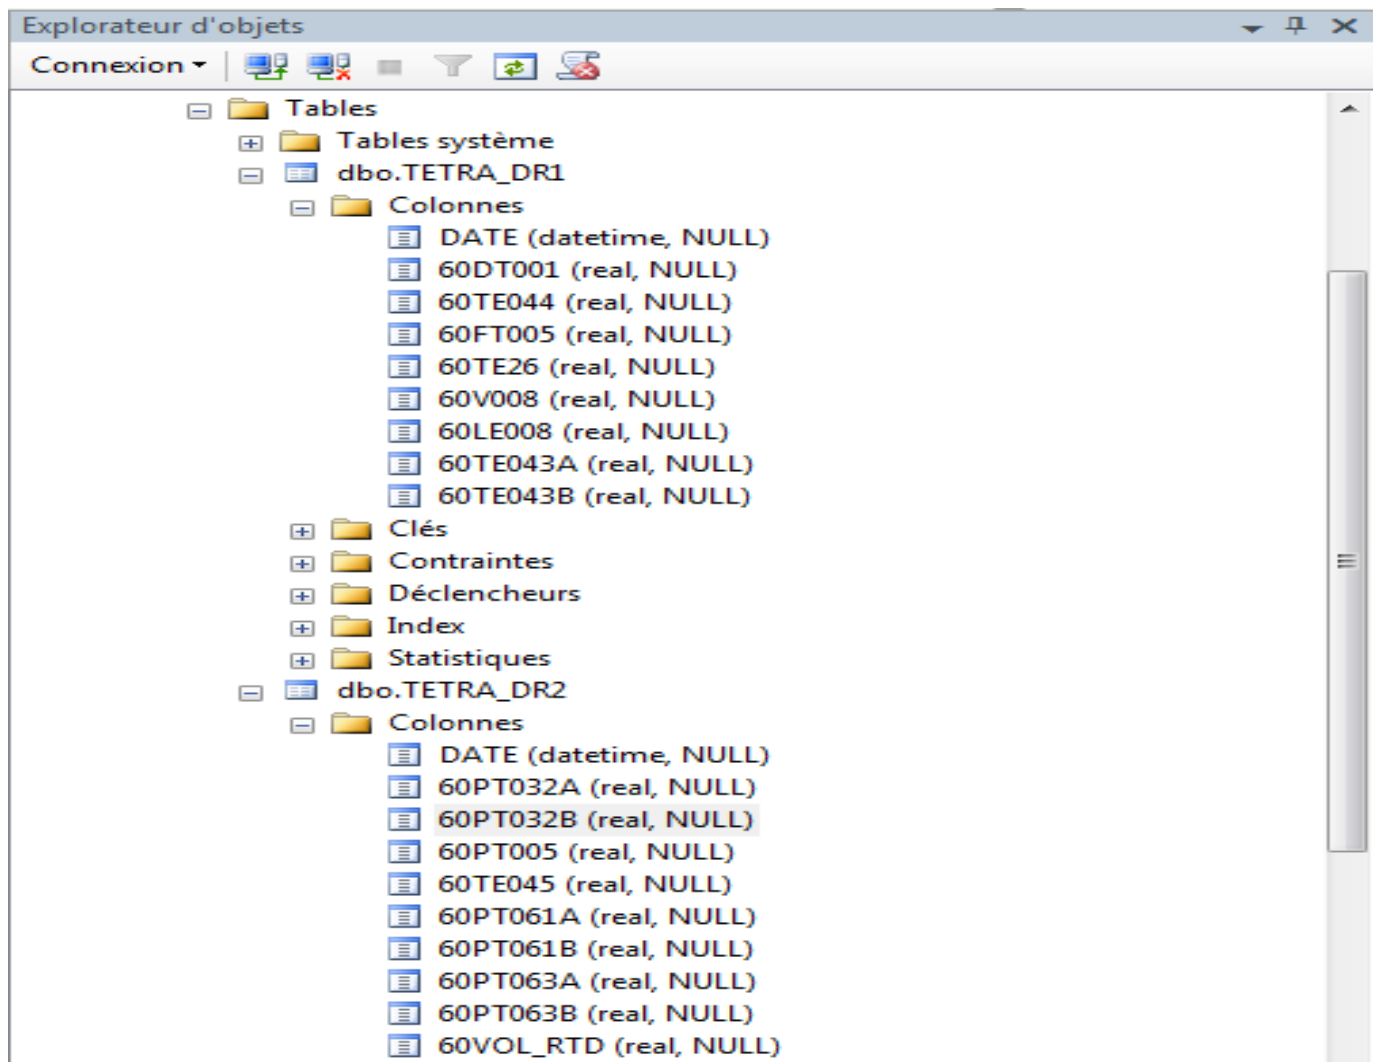 Explorateur d'objets
Connexion
Tables
Tables système
dbo.TETRA_DR1
Colonnes
DATE (datetime, NULL)
60DT001 (real, NULL)
60TE044 (real, NULL)
60FT005 (real, NULL)
60TE26 (real, NULL)
60V008 (real, NULL)
60LE008 (real, NULL)
60TE043A (real, NULL)
60TE043B (real, NULL)
Clés
Contraintes
Déclencheurs
Index
Statistiques
dbo.TETRA_DR2
Colonnes
DATE (datetime, NULL)
60PT032A (real, NULL)
60PT032B (real, NULL)
60PT005 (real, NULL)
60TE045 (real, NULL)
60PT061A (real, NULL)
60PT061B (real, NULL)
60PT063A (real, NULL)
60PT063B (real, NULL)
60VOL_RTD (real, NULL)